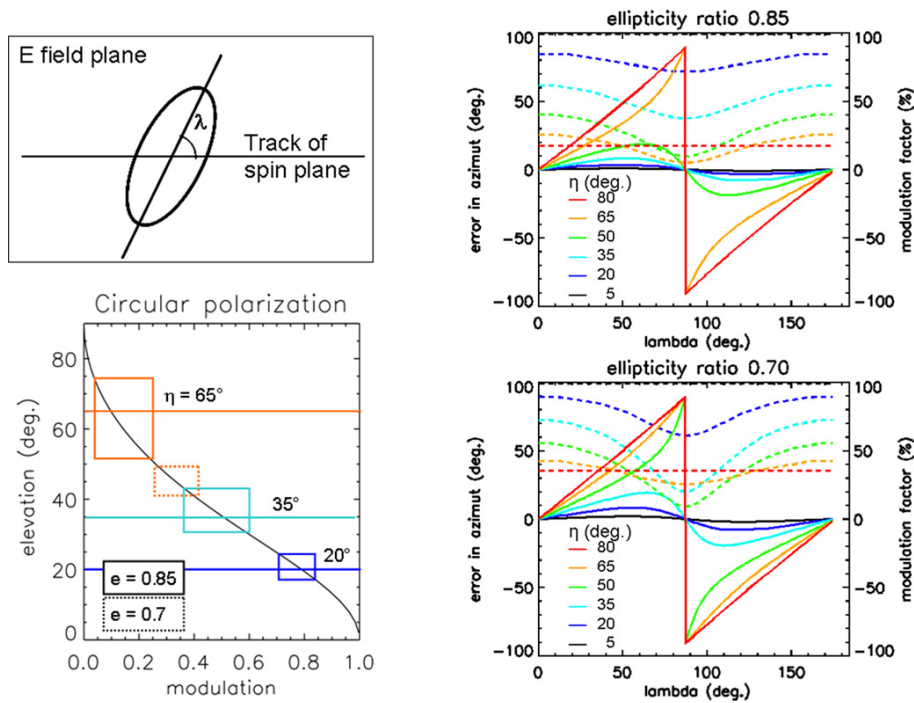 E field plane
λ
Track of
spin plane
Circular polarization
elevation (deg.)
80
60
40
20
0
η = 65°
35°
20°
e = 0.85
e = 0.7
0.0 0.2 0.4 0.6 0.8 1.0
modulation
ellipticity ratio 0.85
error in azimut (deg.)
100
50
0
-50
-100
η (deg.)
80
65
50
35
20
5
100
50
0
-50
-100
modulation factor (%)
0 50 100 150
lambda (deg.)
ellipticity ratio 0.70
error in azimut (deg.)
100
50
0
-50
-100
η (deg.)
80
65
50
35
20
5
100
50
0
-50
-100
modulation factor (%)
0 50 100 150
lambda (deg.)